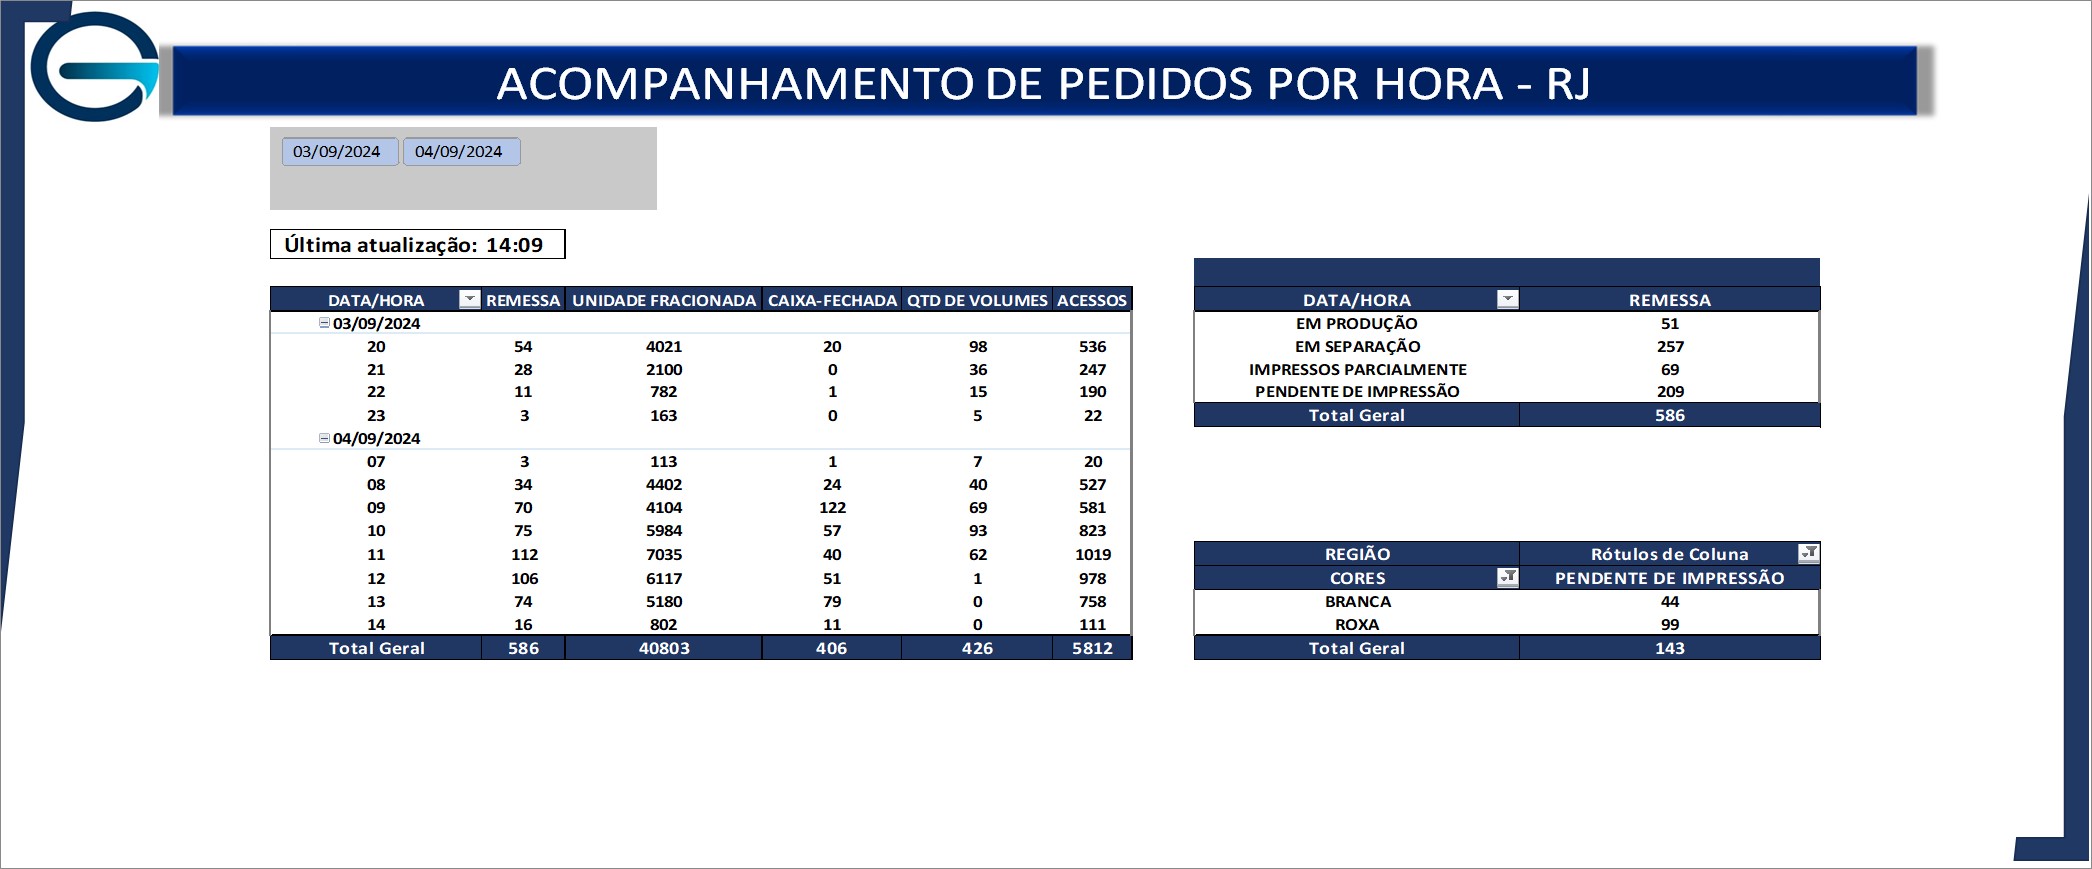 ACOMPANHAMENTO DE PEDIDOS POR HORA - RJ
03/09/2024 04/09/2024
Última atualização: 14:09
DATA/HORA REMESSA UNIDADE FRACIONADA CAIXA-FECHADA QTD DE VOLUMES ACESSOS
03/09/2024
20 54 4021 20 98 536
21 28 2100 0 36 247
22 11 782 1 15 190
23 3 163 0 5 22
04/09/2024
07 3 113 1 7 20
08 34 4402 24 40 527
09 70 4104 122 69 581
10 75 5984 57 93 823
11 112 7035 40 62 1019
12 106 6117 51 1 978
13 74 5180 79 0 758
14 16 802 11 0 111
Total Geral 586 40803 406 426 5812
DATA/HORA REMESSA
EM PRODUÇÃO 51
EM SEPARAÇÃO 257
IMPRESSOS PARCIALMENTE 69
PENDENTE DE IMPRESSÃO 209
Total Geral 586
REGIÃO Rótulos de Coluna
CORES PENDENTE DE IMPRESSÃO
BRANCA 44
ROXA 99
Total Geral 143